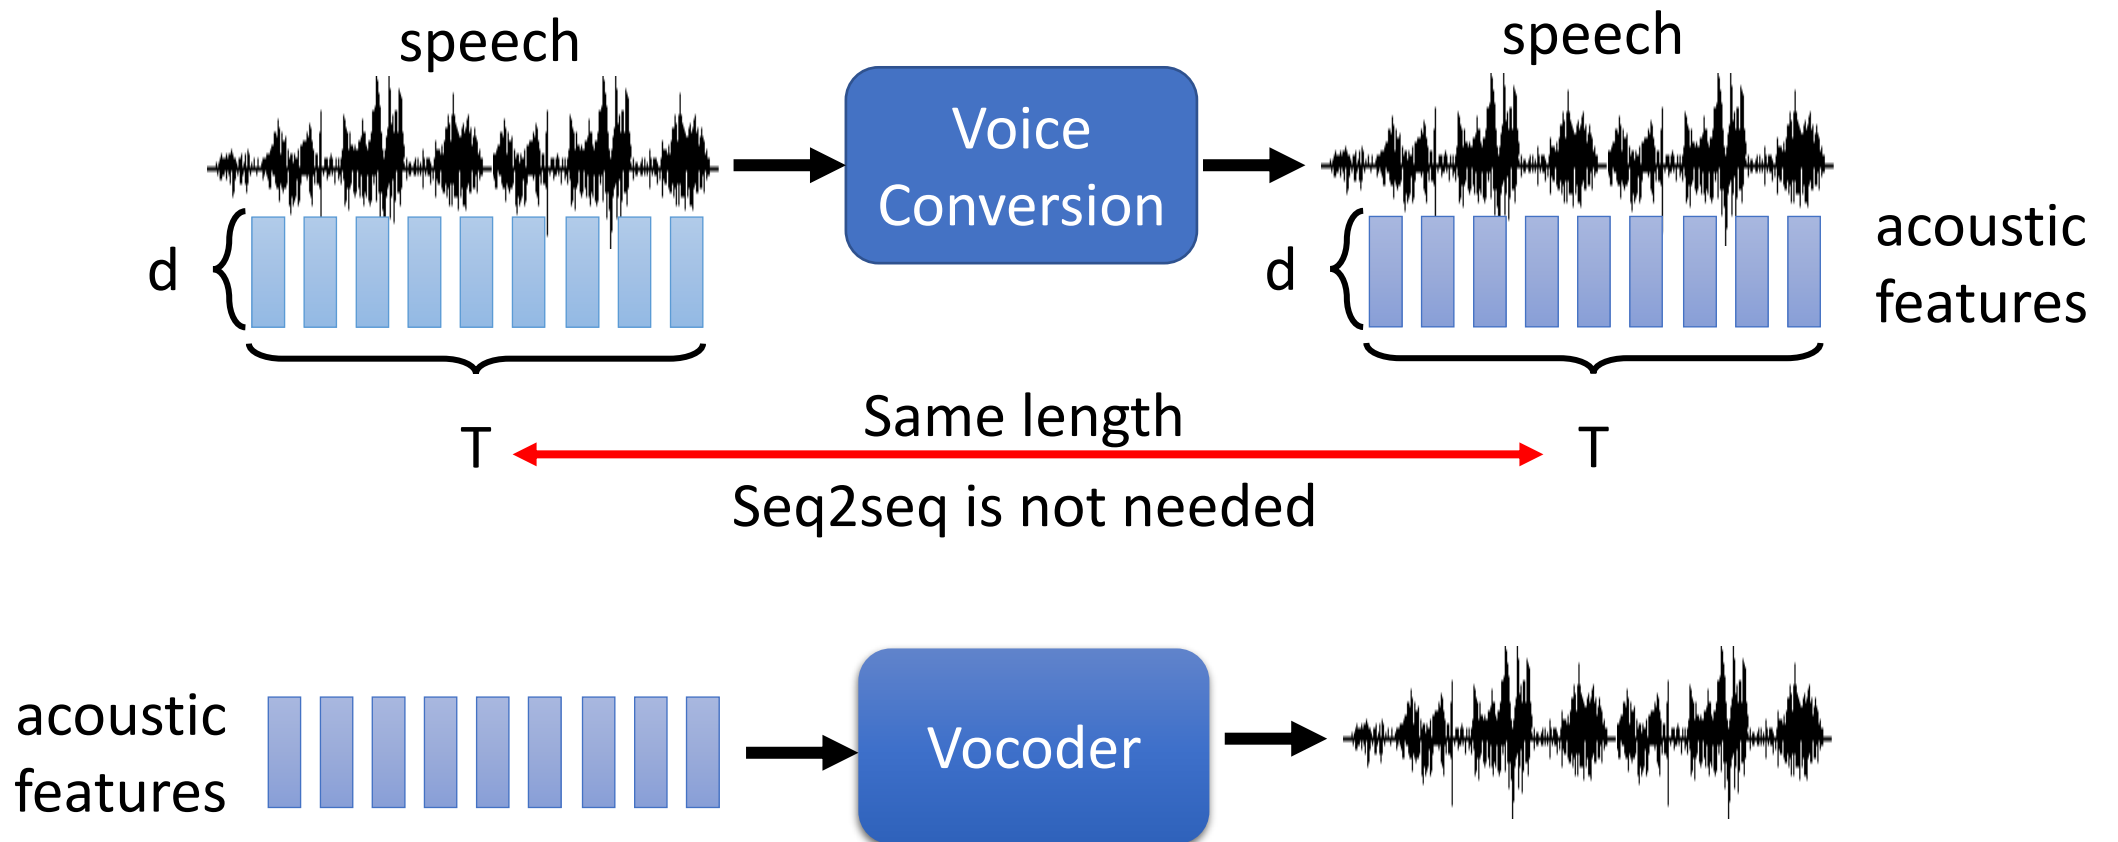 speech
Voice
Conversion
speech
d
d
acoustic
features
Same length
T
T
Seq2seq is not needed
acoustic
features
Vocoder